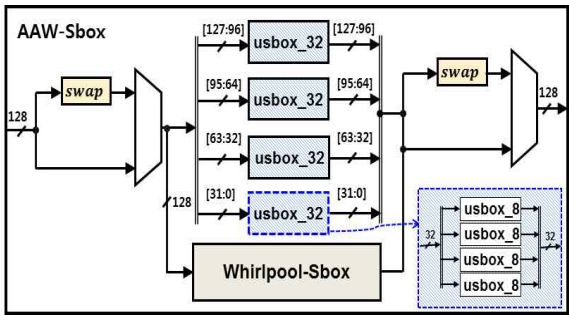 AAW-Sbox
128
swap
128
[127:96]
usbox_32
[127:96]
[95:64]
usbox_32
[95:64]
[63:32]
usbox_32
[63:32]
[31:0]
usbox_32
[31:0]
Whirlpool-Sbox
swap
128
32
usbox_8
usbox_8
usbox_8
usbox_8
32